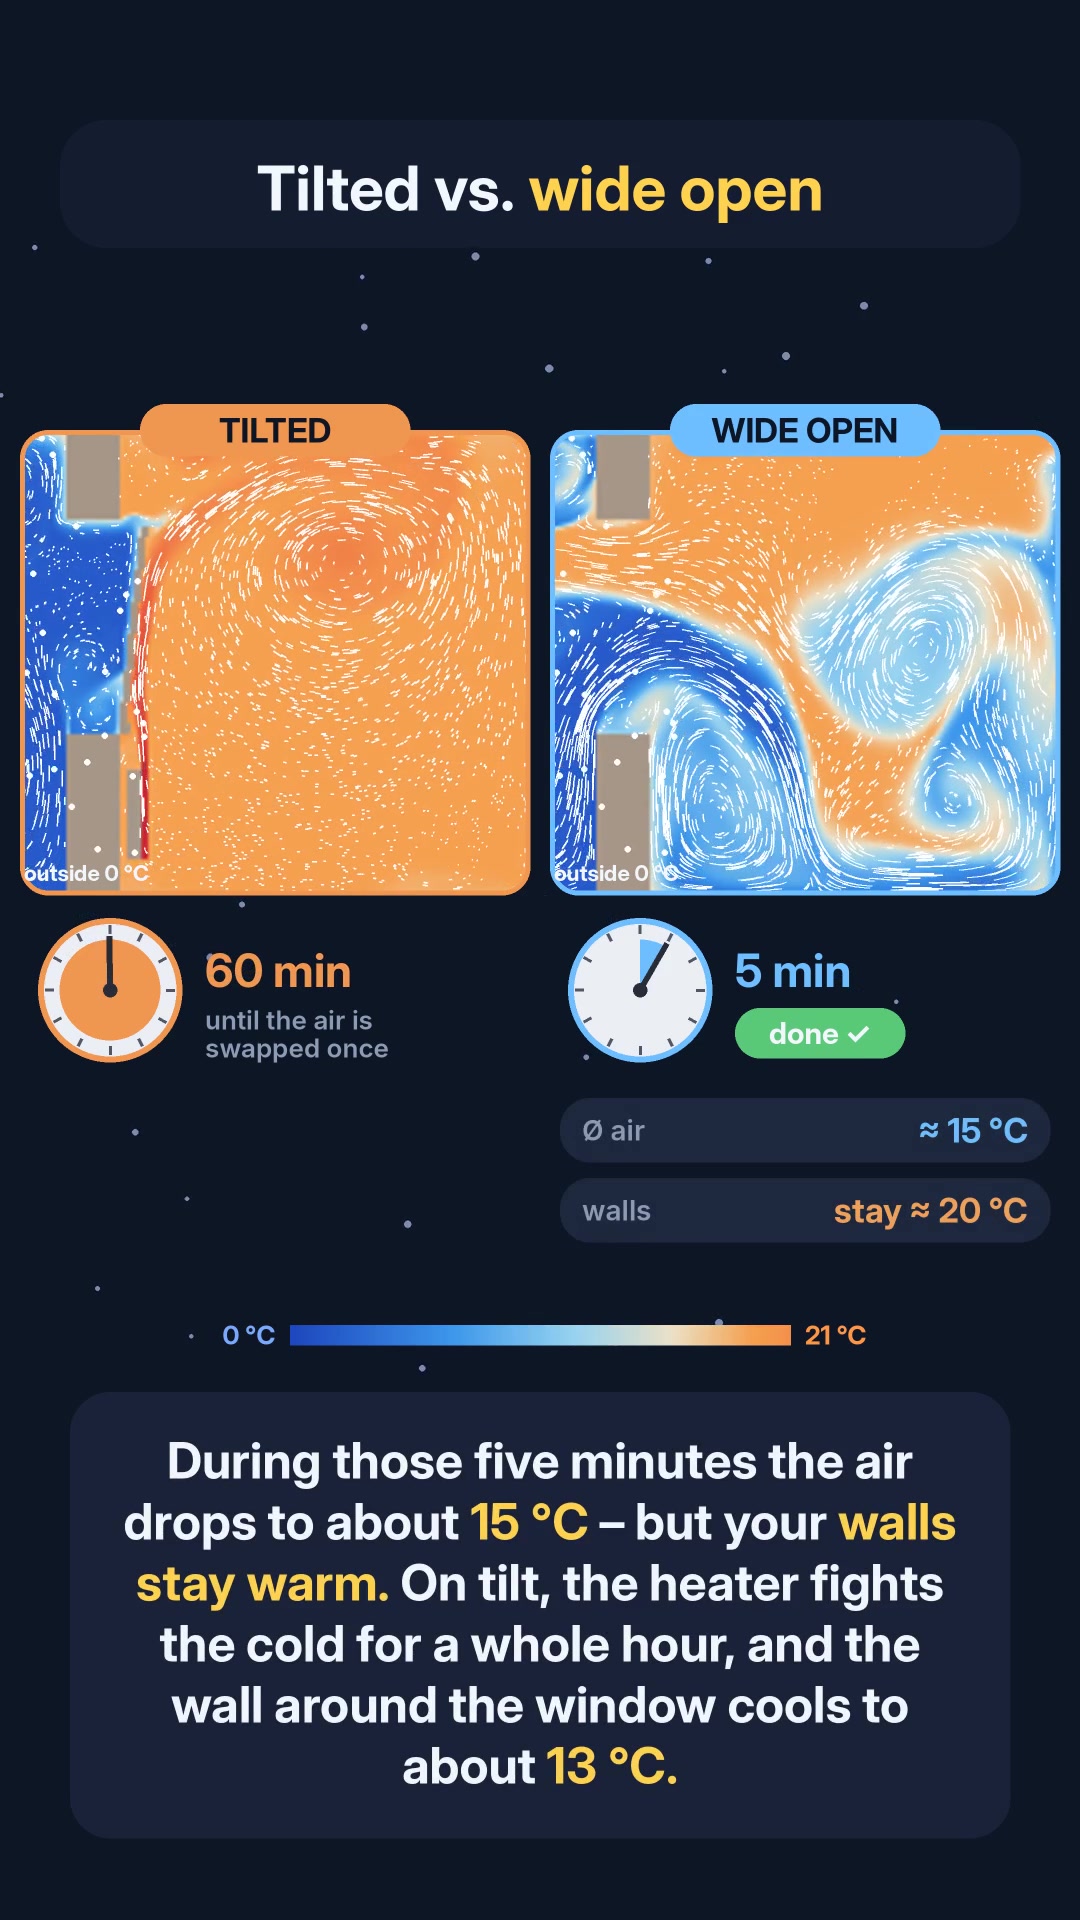 Tilted vs. wide open
TILTED
WIDE OPEN
outside 0 °C
outside 0 °C
60 min
until the air is
swapped once
5 min
done ✓
Ø air
≈ 15 °C
walls
stay ≈ 20 °C
0 °C
21 °C
During those five minutes the air
drops to about 15 °C – but your walls
stay warm. On tilt, the heater fights
the cold for a whole hour, and the
wall around the window cools to
about 13 °C.